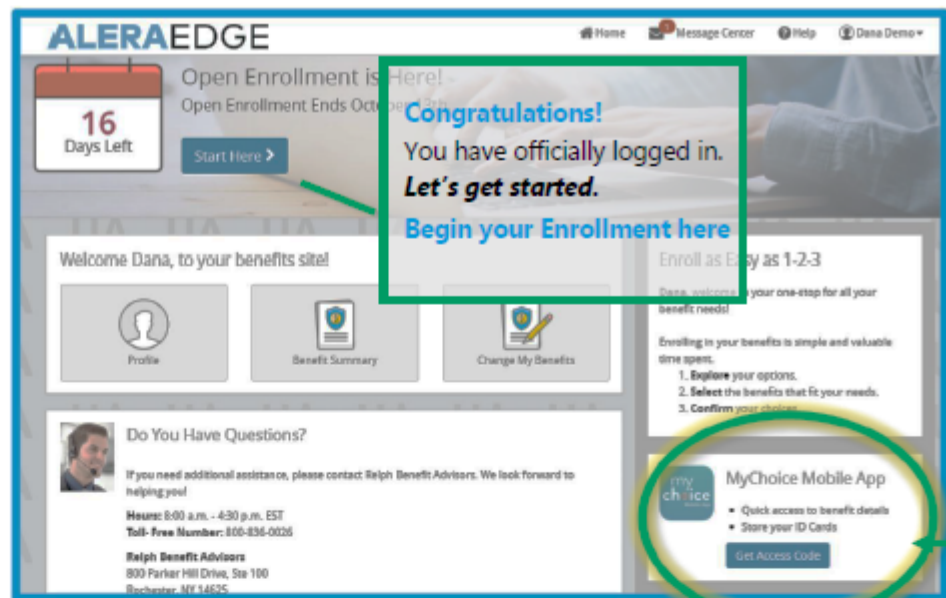 ALERAEDGE
Home
Message Center
Help
Dana Demo
Open Enrollment is Here!
Open Enrollment Ends October 13th
16
Days Left
Start Here
Congratulations!
You have officially logged in.
Let's get started.
Begin your Enrollment here
Welcome Dana, to your benefits site!
Profile
Benefit Summary
Change My Benefits
Enroll as Easy as 1-2-3
Dana, welcome to your one-stop for all your
benefit needs!
Enrolling in your benefits is simple and valuable
time spent.
1. Explore your options.
2. Select the benefits that fit your needs.
3. Confirm your choices.
Do You Have Questions?
If you need additional assistance, please contact Relph Benefit Advisors. We look forward to
helping you!
Hours: 8:00 a.m. - 4:30 p.m. EST
Toll- Free Number: 800-836-0026
Relph Benefit Advisors
800 Parker Hill Drive, Ste 100
Rochester, NY 14625
my
choice
MyChoice Mobile App
Quick access to benefit details
Store your ID Cards
Get Access Code